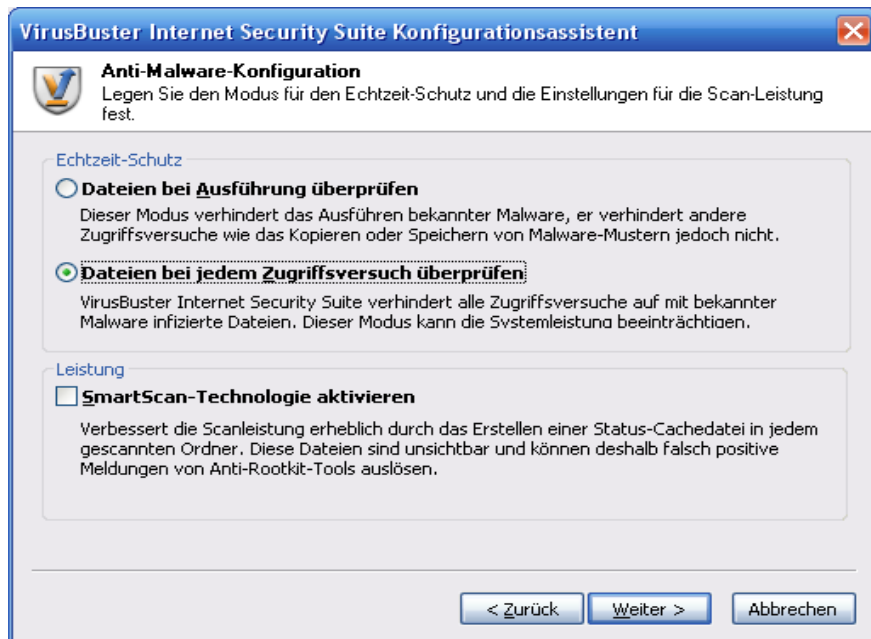 VirusBuster Internet Security Suite Konfigurationsassistent
Anti-Malware-Konfiguration
Legen Sie den Modus für den Echtzeit-Schutz und die Einstellungen für die Scan-Leistung
fest.
Echtzeit-Schutz
Dateien bei Ausführung überprüfen
Dieser Modus verhindert das Ausführen bekannter Malware, er verhindert andere
Zugriffsversuche wie das Kopieren oder Speichern von Malware-Mustern jedoch nicht.
Dateien bei jedem Zugriffsversuch überprüfen
VirusBuster Internet Security Suite verhindert alle Zugriffsversuche auf mit bekannter
Malware infizierte Dateien. Dieser Modus kann die Systemleistung beeinträchtigen.
Leistung
SmartScan-Technologie aktivieren
Verbessert die Scanleistung erheblich durch das Erstellen einer Status-Cachedatei in jedem
gescannten Ordner. Diese Dateien sind unsichtbar und können deshalb falsch positive
Meldungen von Anti-Rootkit-Tools auslösen.
< Zurück
Weiter >
Abbrechen